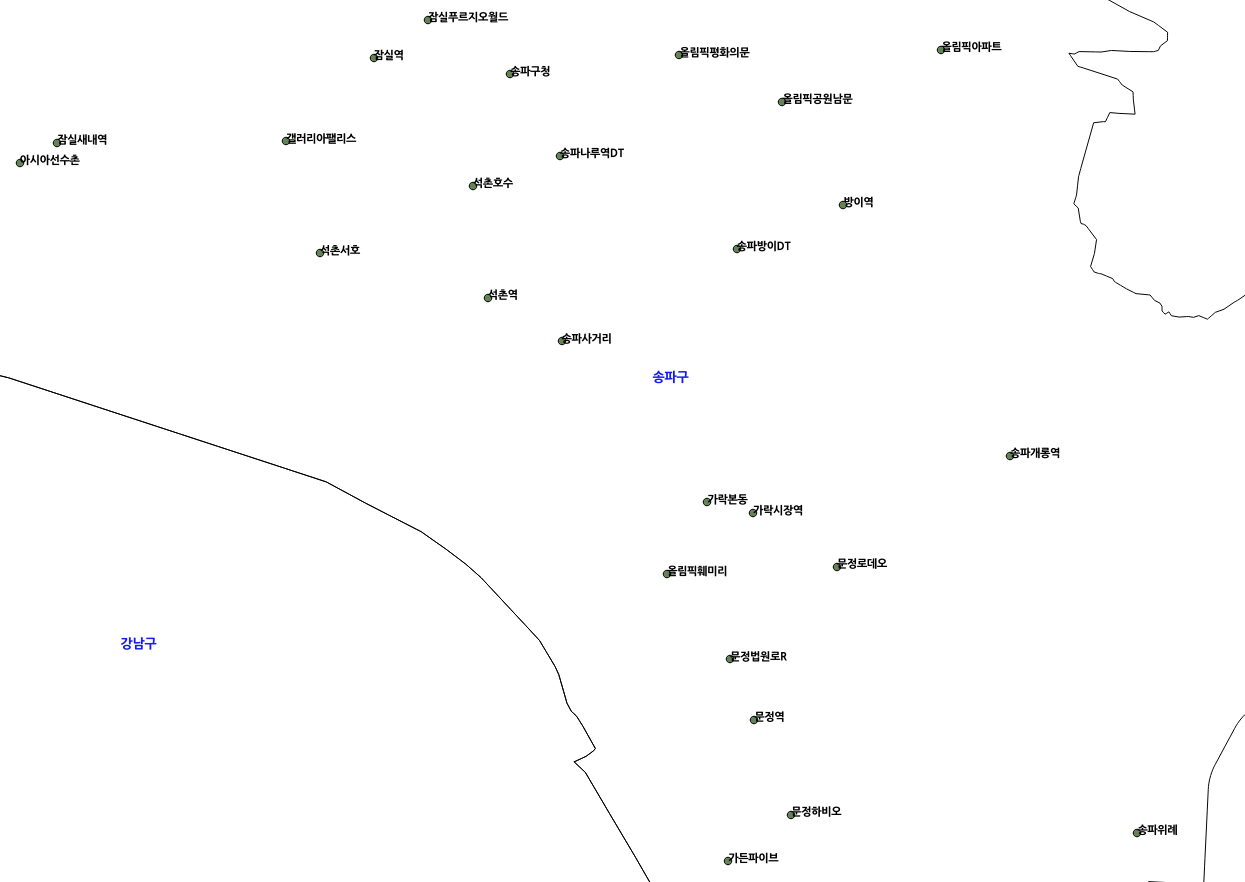 잠실푸르지오월드
잠실역
송파구청
올림픽평화의문
올림픽아파트
올림픽공원남문
잠실새내역
아시아선수촌
갤러리아팰리스
송파나루역DT
석촌호수
방이역
송파방이DT
석촌서호
석촌역
송파사거리
송파구
송파개롱역
가락본동
가락시장역
올림픽훼미리
문정로데오
강남구
문정법원로R
문정역
문정하비오
송파위례
가든파이브